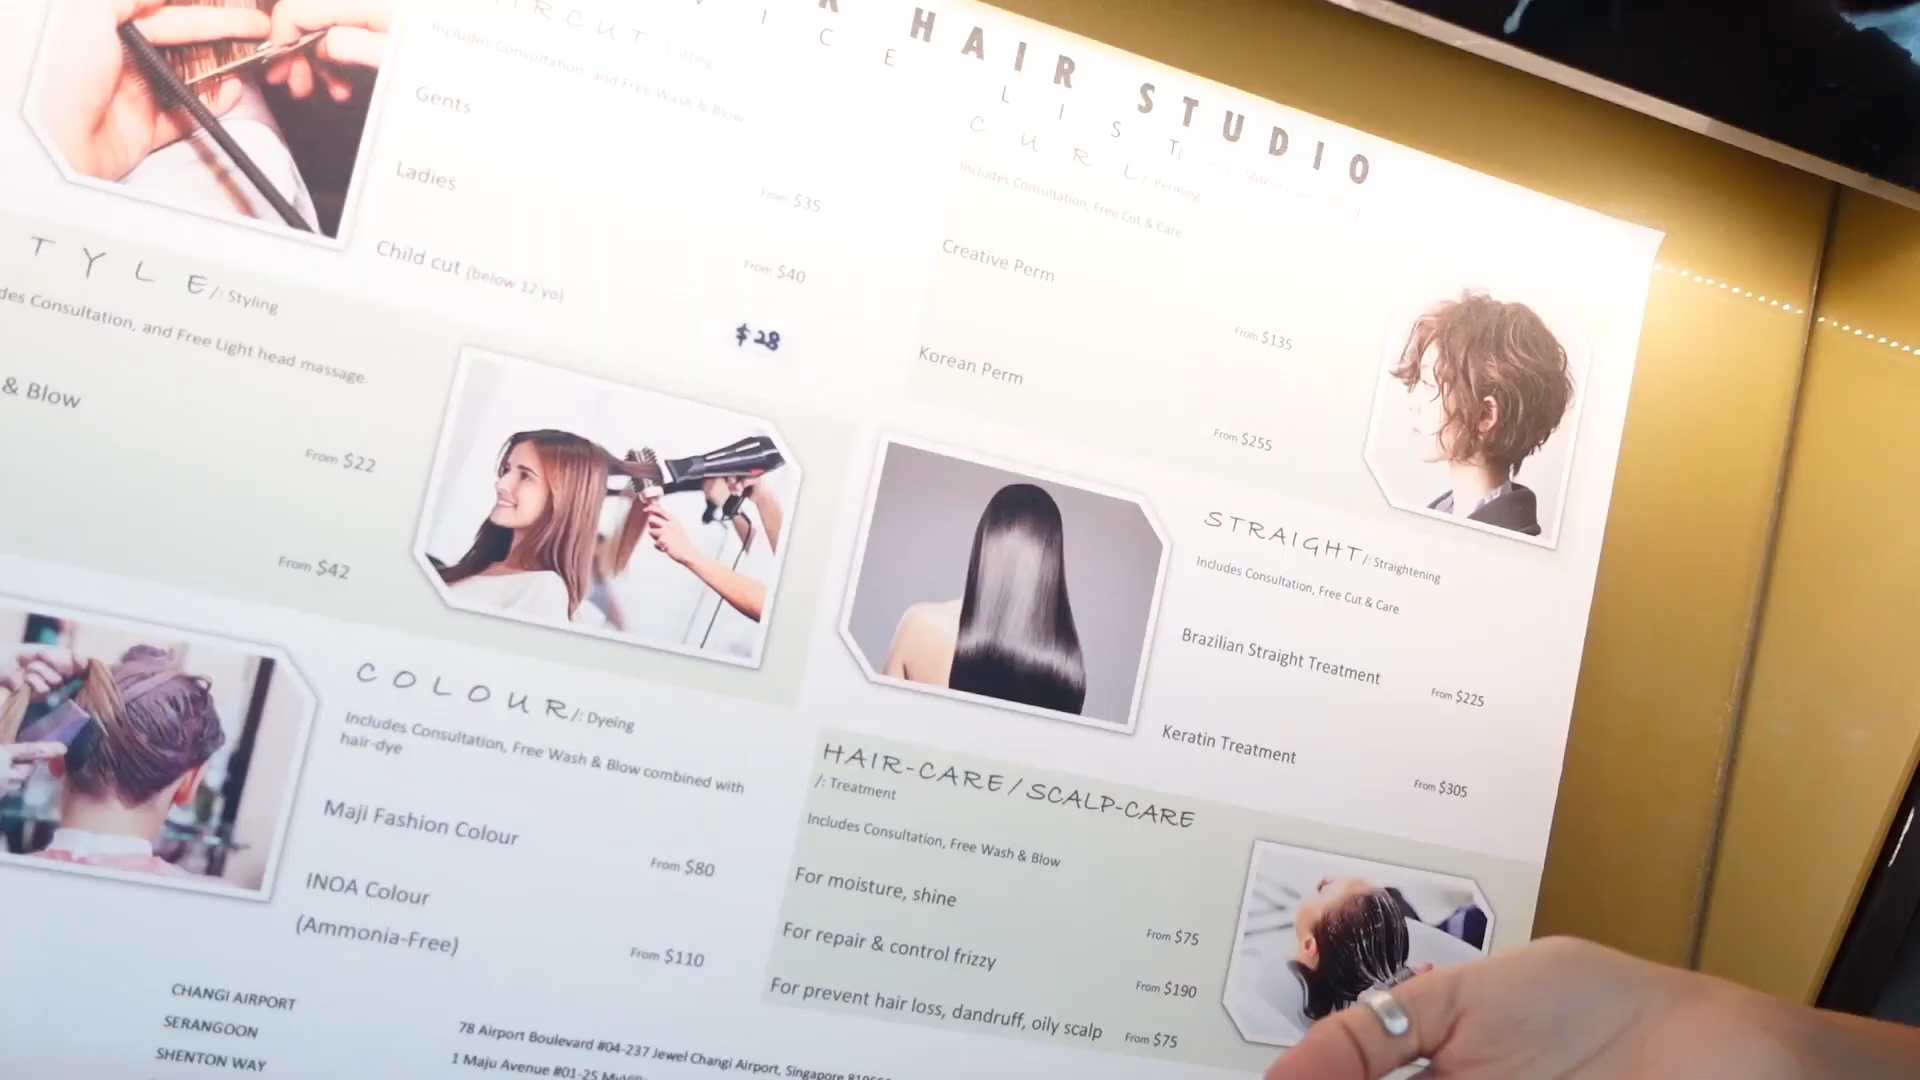 HAIR STUDIO
VICE LIST
Cutting
Includes Consultation, and Free Wash & Blow
Gents
From $35
Ladies
From $40
Child cut (below 12 yo)
$28
TYLE/: Styling
des Consultation, and Free Light head massage.
& Blow
From $22
From $42
COLOUR/: Dyeing
Includes Consultation, Free Wash & Blow combined with
hair-dye
Maji Fashion Colour
From $80
INOA Colour
(Ammonia-Free)
From $110
CURL/: Perming
Includes Consultation, Free Cut & Care
Creative Perm
From $135
Korean Perm
From $255
STRAIGHT/: Straightening
Includes Consultation, Free Cut & Care
Brazilian Straight Treatment
From $225
Keratin Treatment
From $305
HAIR-CARE/SCALP-CARE
/: Treatment
Includes Consultation, Free Wash & Blow
For moisture, shine
From $75
For repair & control frizzy
From $190
For prevent hair loss, dandruff, oily scalp
From $75
CHANGI AIRPORT
SERANGOON
SHENTON WAY
78 Airport Boulevard #04-237 Jewel Changi Airport, Singapore
1 Maju Avenue #01-25